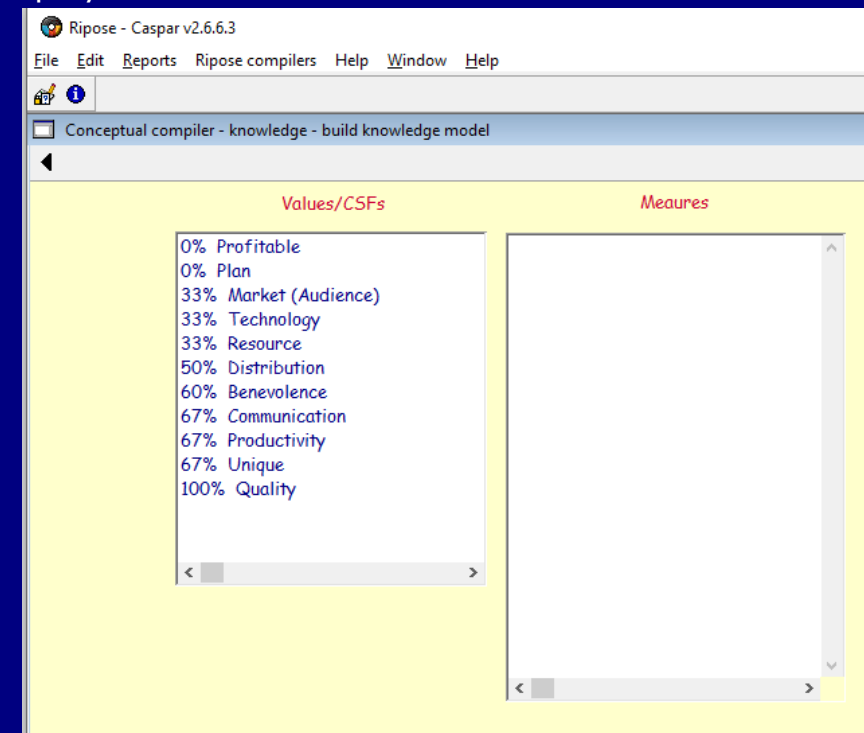 Ripose - Caspar v2.6.6.3
File Edit Reports Ripose compilers Help Window Help
Conceptual compiler - knowledge - build knowledge model
Values/CSFs
Meaures
0% Profitable
0% Plan
33% Market (Audience)
33% Technology
33% Resource
50% Distribution
60% Benevolence
67% Communication
67% Productivity
67% Unique
100% Quality